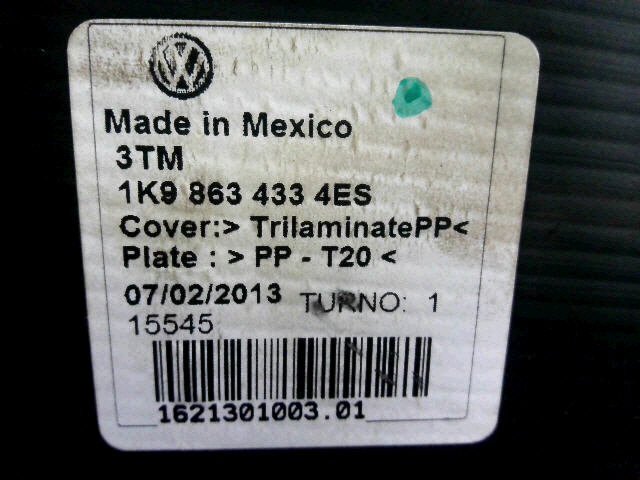 Made in Mexico
3TM
1K9 863 433 4ES
Cover:> TrilaminatePP<
Plate : > PP - T20 <
07/02/2013 TURNO: 1
15545
1621301003.01